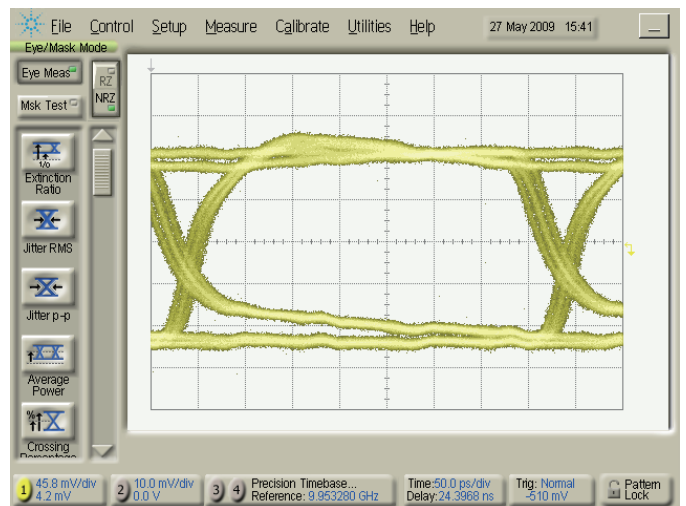 File Control Setup Measure Calibrate Utilities Help 27 May 2009 15:41
Eye/Mask Mode
Eye Meas
RZ
Msk Test
NRZ
1/0
Extinction
Ratio
Jitter RMS
Jitter p-p
Average
Power
%
Crossing
Percentage
1 45.8 mV/div
4.2 mV
2 10.0 mV/div
0.0 V
3 4 Precision Timebase...
Reference: 9.953280 GHz
Time:50.0 ps/div
Delay:24.3968 ns
Trig: Normal
-510 mV
Pattern
Lock